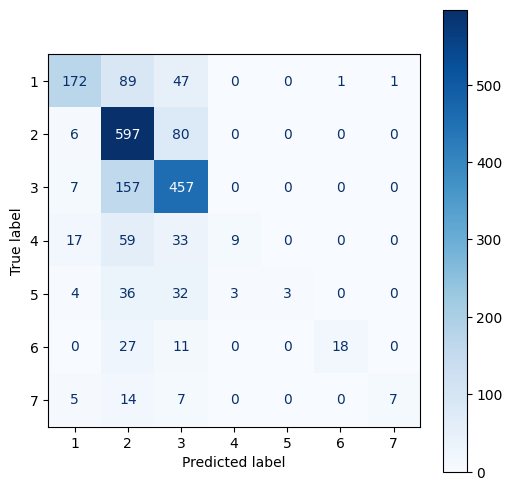 1 172 89 47 0 0 1 1
2 6 597 80 0 0 0 0
3 7 157 457 0 0 0 0
4 17 59 33 9 0 0 0
5 4 36 32 3 3 0 0
6 0 27 11 0 0 18 0
7 5 14 7 0 0 0 7
1 2 3 4 5 6 7
Predicted label
True label
500
400
300
200
100
0